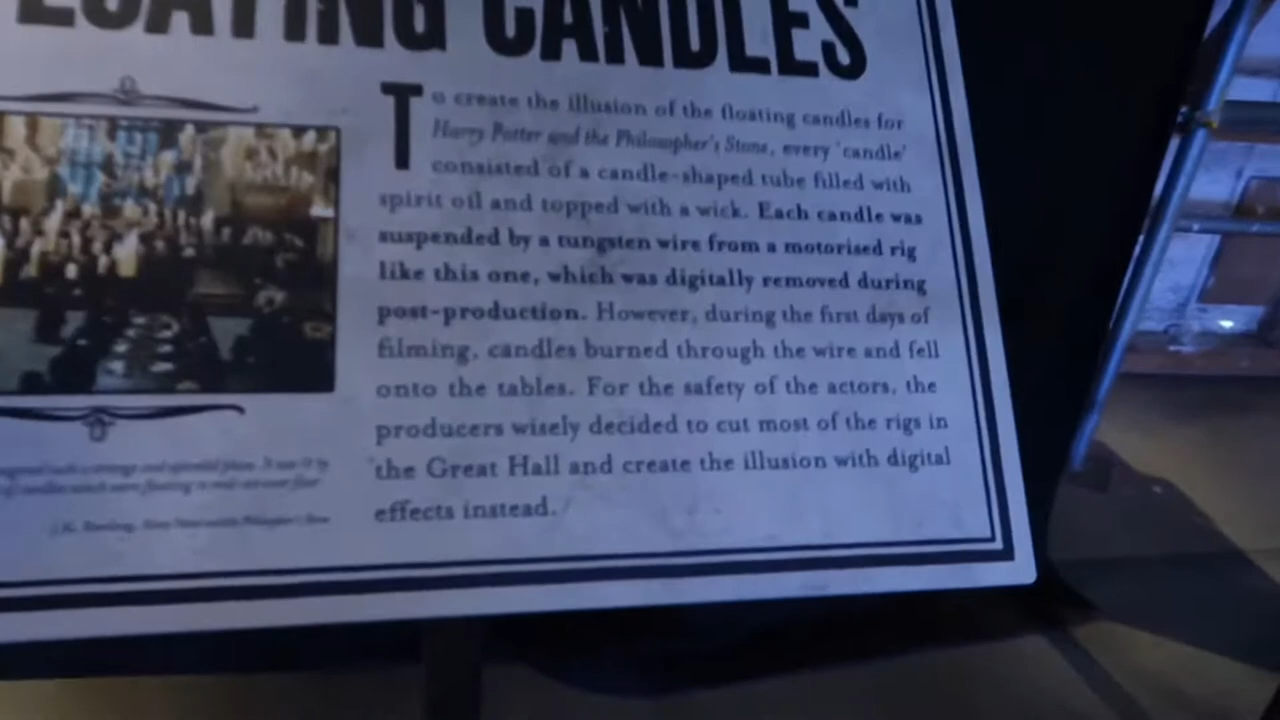 FLOATING CANDLES
To create the illusion of the floating candles for
Harry Potter and the Philosopher's Stone, every 'candle'
consisted of a candle-shaped tube filled with
spirit oil and topped with a wick. Each candle was
suspended by a tungsten wire from a motorised rig
like this one, which was digitally removed during
post-production. However, during the first days of
filming, candles burned through the wire and fell
onto the tables. For the safety of the actors, the
producers wisely decided to cut most of the rigs in
the Great Hall and create the illusion with digital
effects instead.